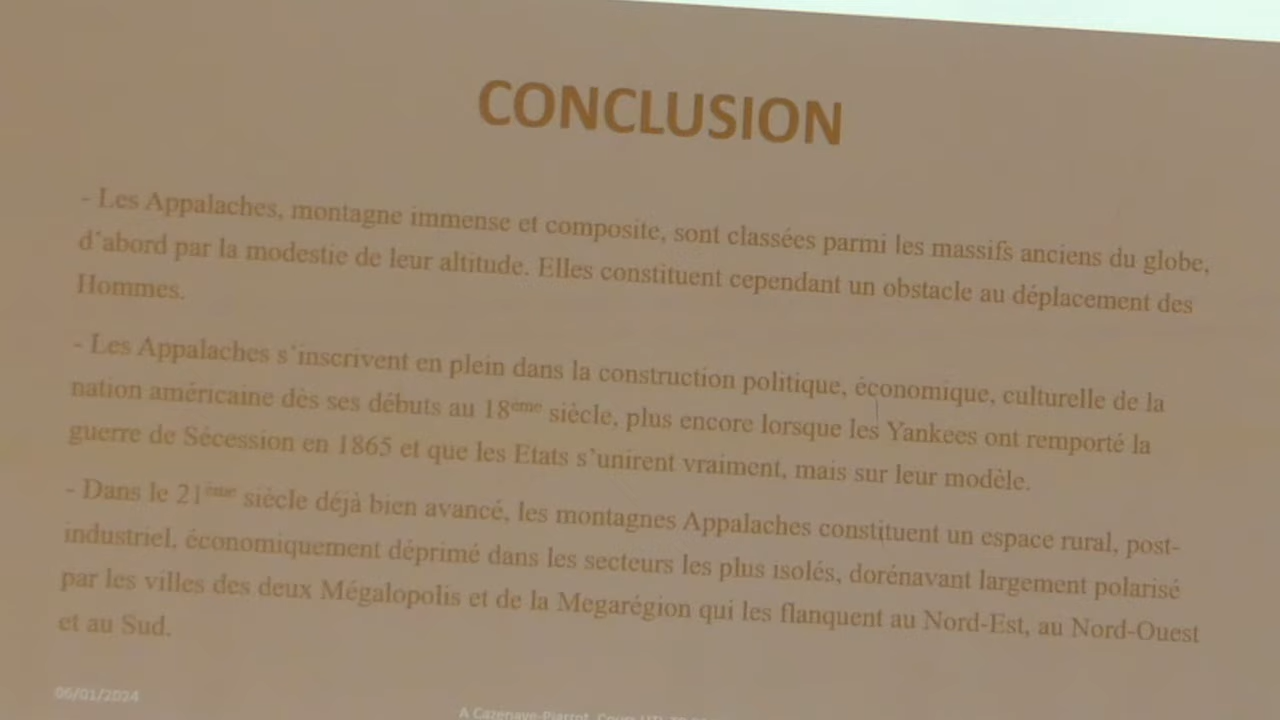 CONCLUSION
- Les Appalaches, montagne immense et composite, sont classées parmi les massifs anciens du globe,
d'abord par la modestie de leur altitude. Elles constituent cependant un obstacle au déplacement des
Hommes.
- Les Appalaches s'inscrivent en plein dans la construction politique, économique, culturelle de la
nation américaine dès ses débuts au 18ème siècle, plus encore lorsque les Yankees ont remporté la
guerre de Sécession en 1865 et que les Etats s'unirent vraiment, mais sur leur modèle.
- Dans le 21ème siècle déjà bien avancé, les montagnes Appalaches constituent un espace rural, post-
industriel, économiquement déprimé dans les secteurs les plus isolés, dorénavant largement polarisé
par les villes des deux Mégalopolis et de la Megarégion qui les flanquent au Nord-Est, au Nord-Ouest
et au Sud.
06/01/2024
A Cazenave-Piarrot, Cours UTL